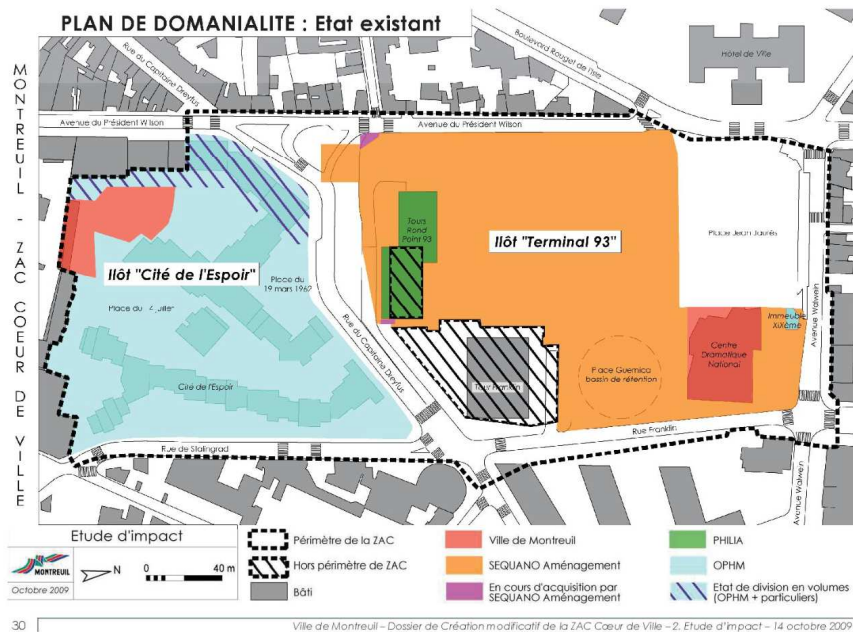 PLAN DE DOMANIALITE : Etat existant
MONTREUIL - ZAC COEUR DE VILLE
Rue du Capitaine Dreyfus
Boulevard Rouget de l'Isle
Hôtel de Ville
Avenue du Président Wilson
Avenue du Président Wilson
Tours
Rond
Point 93
Ilôt "Terminal 93"
Place Jean Jaurès
Ilôt "Cité de l'Espoir"
Place du
19 mars 1962
Place du
juillet
Rue du Capitaine Dreyfus
Immeuble
XIXème
Avenue Walwein
Centre
Dramatique
National
Cité de l'Espoir
Tour Franklin
Place Guernica
bassin de rétention
Rue de Stalingrad
Rue Franklin
Avenue Walwein
Etude d'impact
MONTREUIL
Octobre 2009
N
0 40 m
Périmètre de la ZAC
Hors périmètre de ZAC
Bâti
Ville de Montreuil
SEQUANO Aménagement
En cours d'acquisition par
SEQUANO Aménagement
PHILIA
OPHM
Etat de division en volumes
(OPHM + particuliers)
30
Ville de Montreuil – Dossier de Création modificatif de la ZAC Cœur de Ville – 2. Etude d'impact – 14 octobre 2009